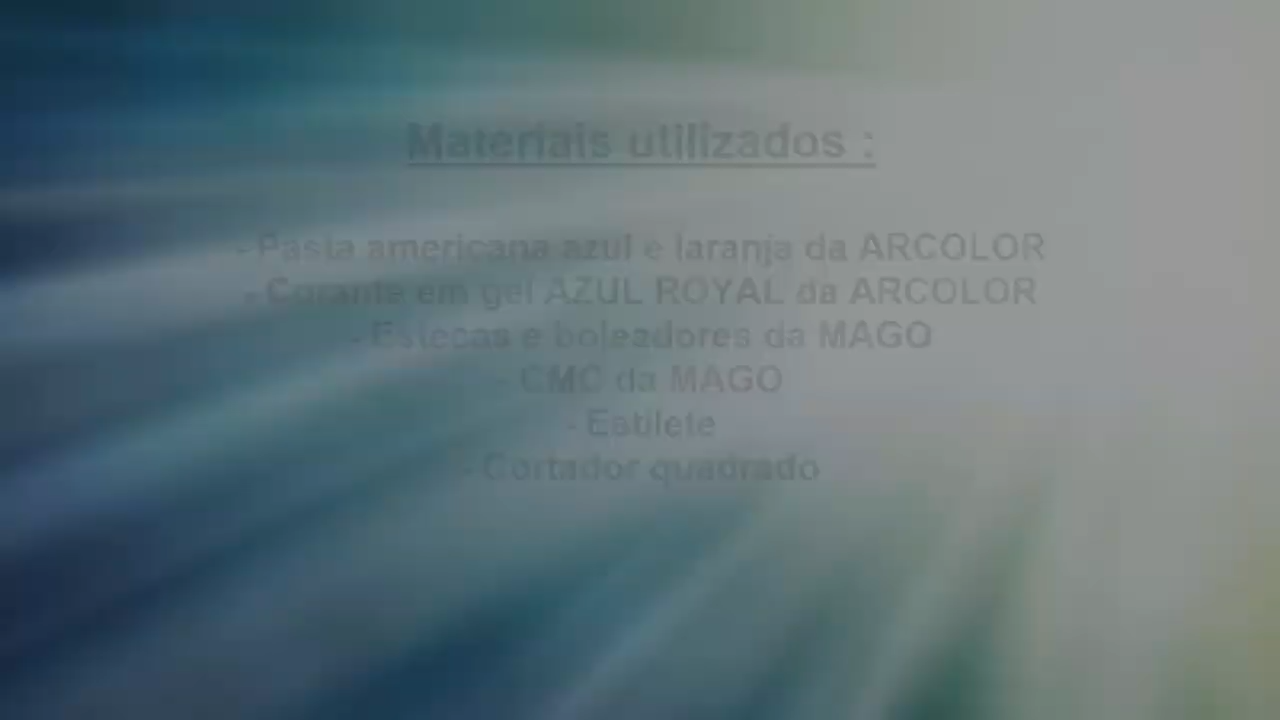 Materiais utilizados :
- Pasta americana azul e laranja da ARCOLOR
- Corante em gel AZUL ROYAL da ARCOLOR
- Estecas e boleadores da MAGO
- CMC da MAGO
- Estilete
- Cortador quadrado